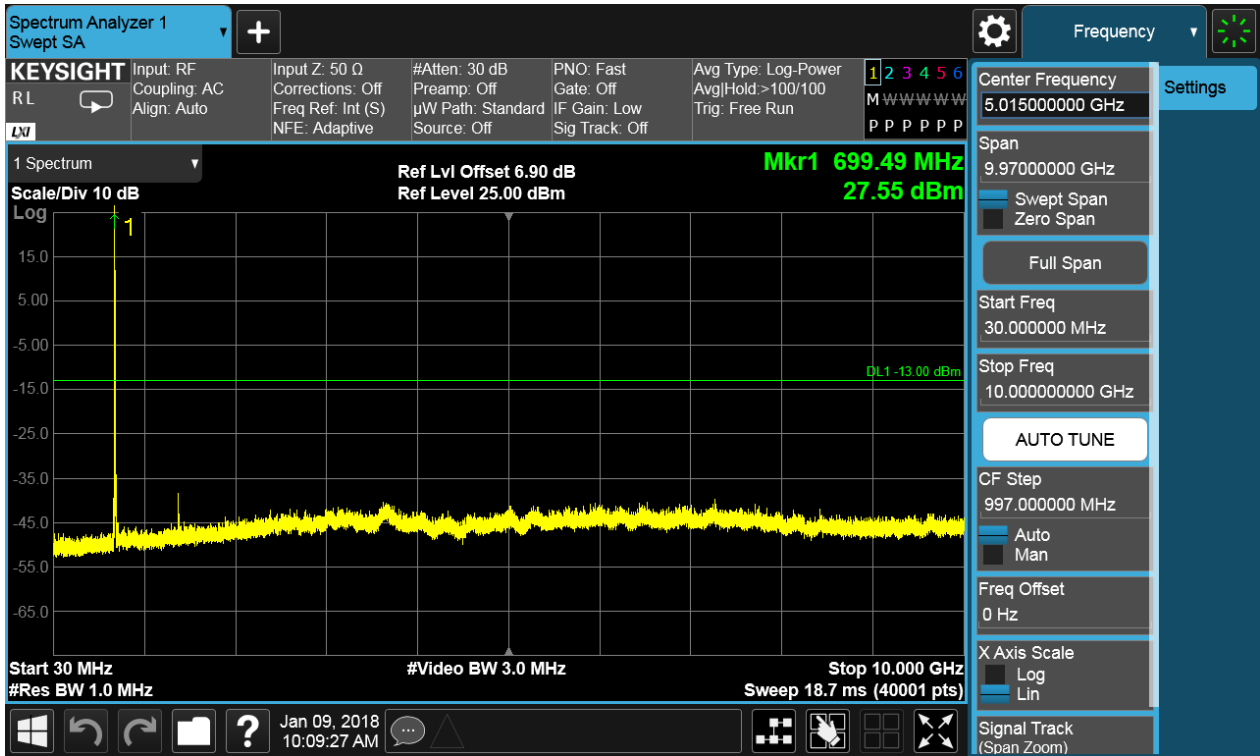 Spectrum Analyzer 1
Swept SA
Frequency
KEYSIGHT
R L
LXI
Input: RF
Coupling: AC
Align: Auto
Input Z: 50 Ω
Corrections: Off
Freq Ref: Int (S)
NFE: Adaptive
#Atten: 30 dB
Preamp: Off
µW Path: Standard
Source: Off
PNO: Fast
Gate: Off
IF Gain: Low
Sig Track: Off
Avg Type: Log-Power
Avg|Hold:>100/100
Trig: Free Run
1 2 3 4 5 6
M W W W W W
P P P P P P
1 Spectrum
Scale/Div 10 dB
Log
Ref Lvl Offset 6.90 dB
Ref Level 25.00 dBm
Mkr1 699.49 MHz
27.55 dBm
1
15.0
5.00
-5.00
-15.0
-25.0
-35.0
-45.0
-55.0
-65.0
DL1 -13.00 dBm
Start 30 MHz
#Res BW 1.0 MHz
#Video BW 3.0 MHz
Stop 10.000 GHz
Sweep 18.7 ms (40001 pts)
Center Frequency
5.015000000 GHz
Span
9.97000000 GHz
Swept Span
Zero Span
Full Span
Start Freq
30.000000 MHz
Stop Freq
10.000000000 GHz
AUTO TUNE
CF Step
997.000000 MHz
Auto
Man
Freq Offset
0 Hz
X Axis Scale
Log
Lin
Signal Track
(Span Zoom)
Settings
?
Jan 09, 2018
10:09:27 AM